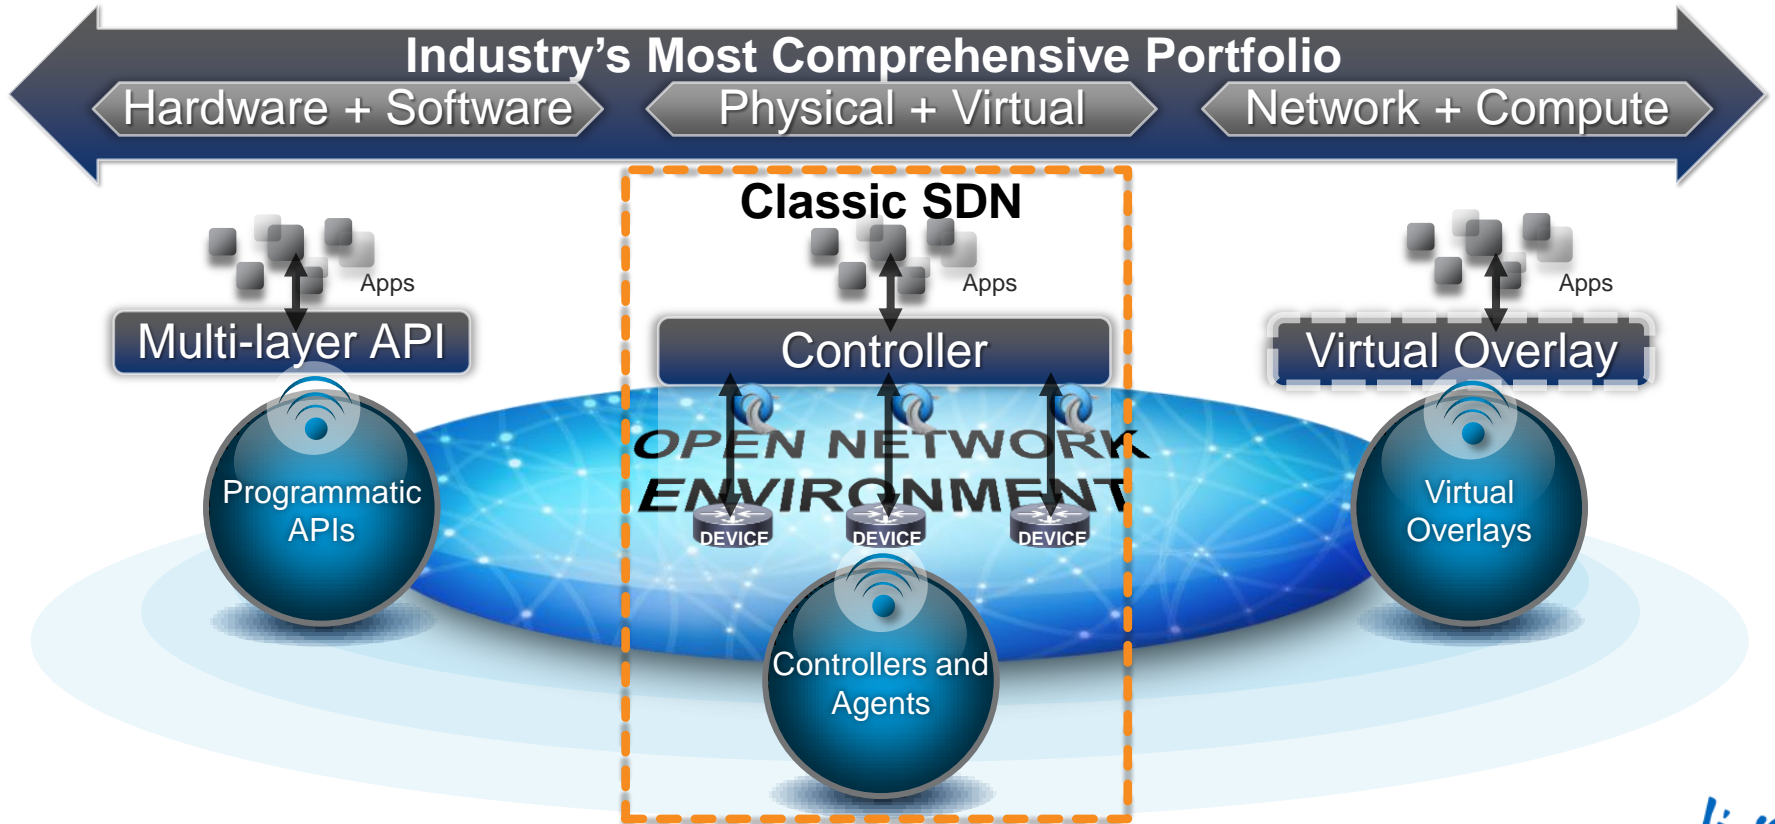 Industry's Most Comprehensive Portfolio
Hardware + Software
Physical + Virtual
Network + Compute
Classic SDN
Apps
Apps
Apps
Multi-layer API
Controller
Virtual Overlay
OPEN NETWORK
ENVIRONMENT
Programmatic
APIs
DEVICE
DEVICE
DEVICE
Virtual
Overlays
Controllers and
Agents